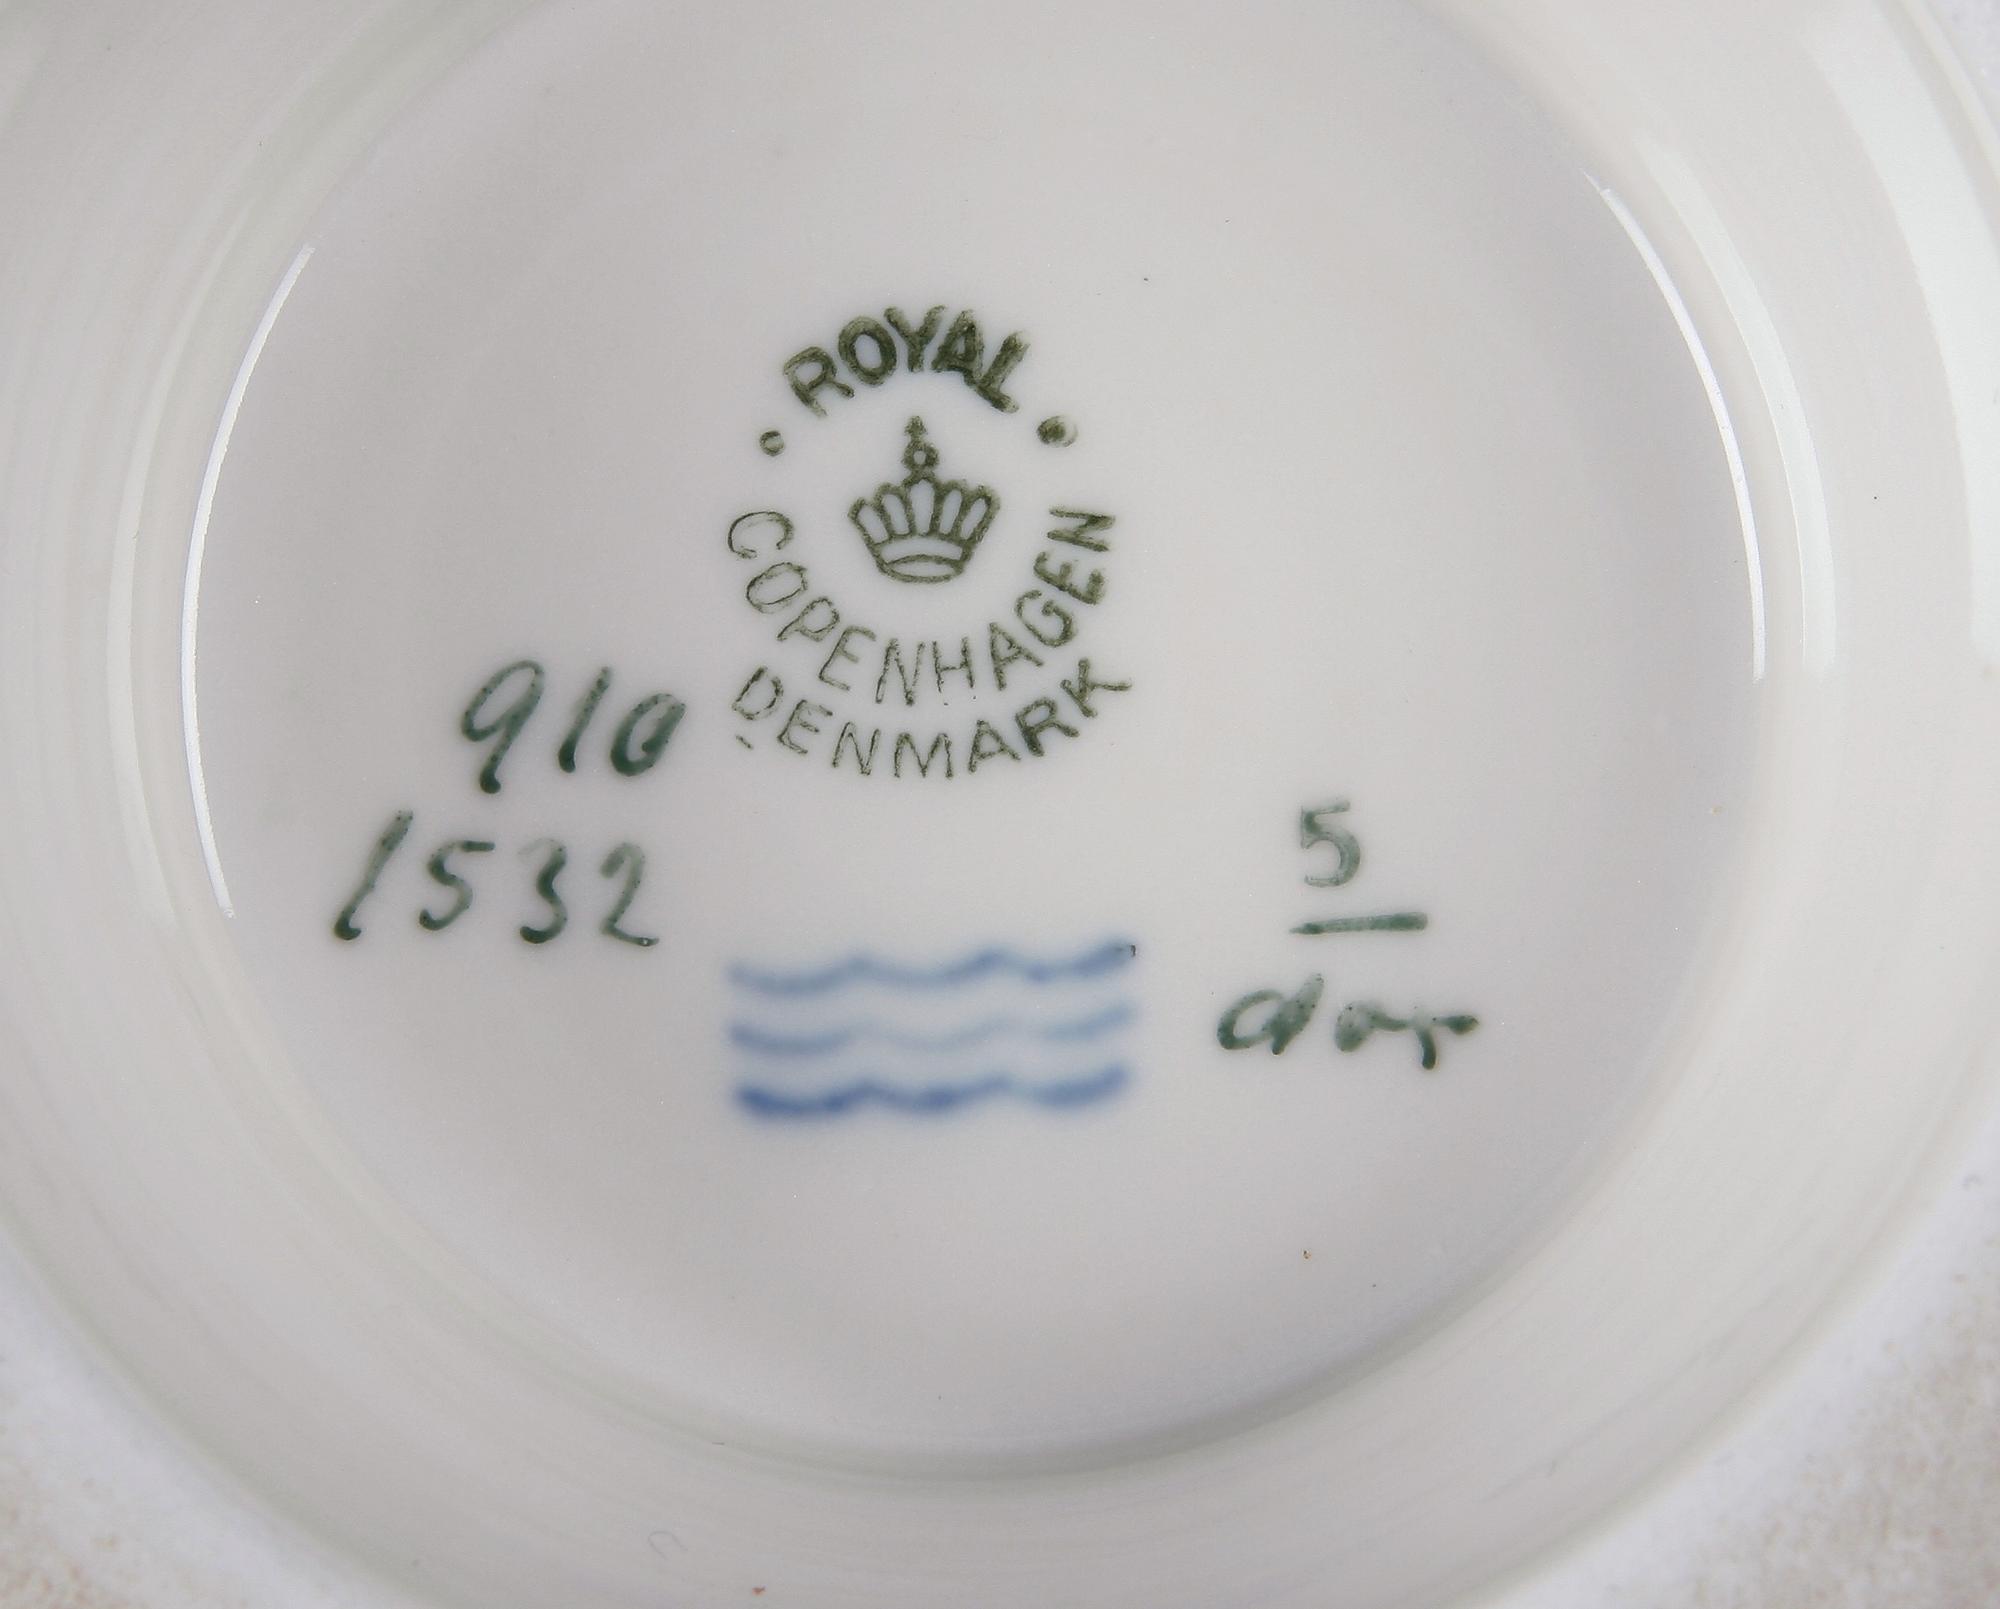 ROYAL
COPENHAGEN
DENMARK
910
1532
5